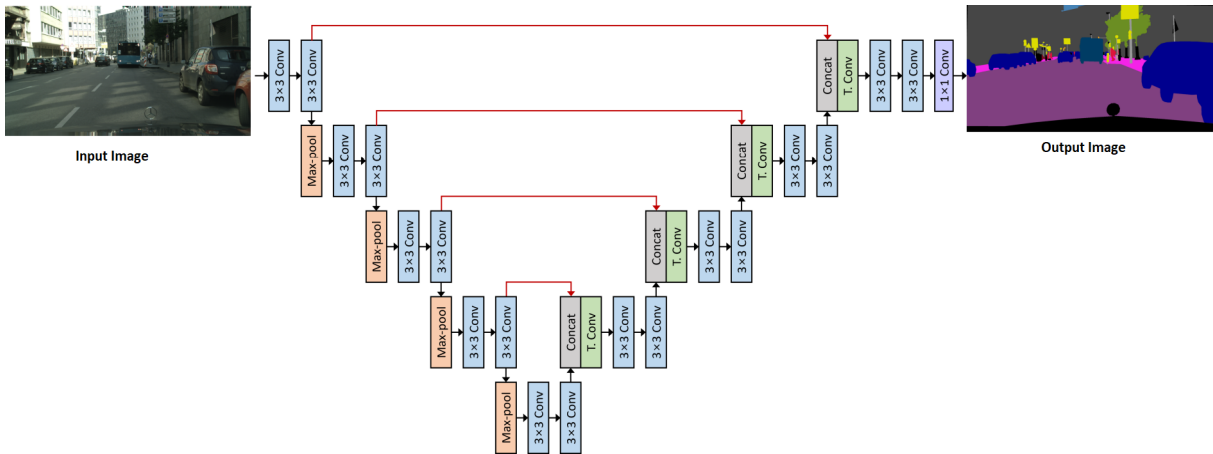 3×3 Conv
3×3 Conv
Concat
T. Conv
3×3 Conv
3×3 Conv
1×1 Conv
Input Image
Output Image
Max-pool
3×3 Conv
3×3 Conv
Concat
T. Conv
3×3 Conv
3×3 Conv
Max-pool
3×3 Conv
3×3 Conv
Concat
T. Conv
3×3 Conv
3×3 Conv
Max-pool
3×3 Conv
3×3 Conv
Concat
T. Conv
3×3 Conv
3×3 Conv
Max-pool
3×3 Conv
3×3 Conv